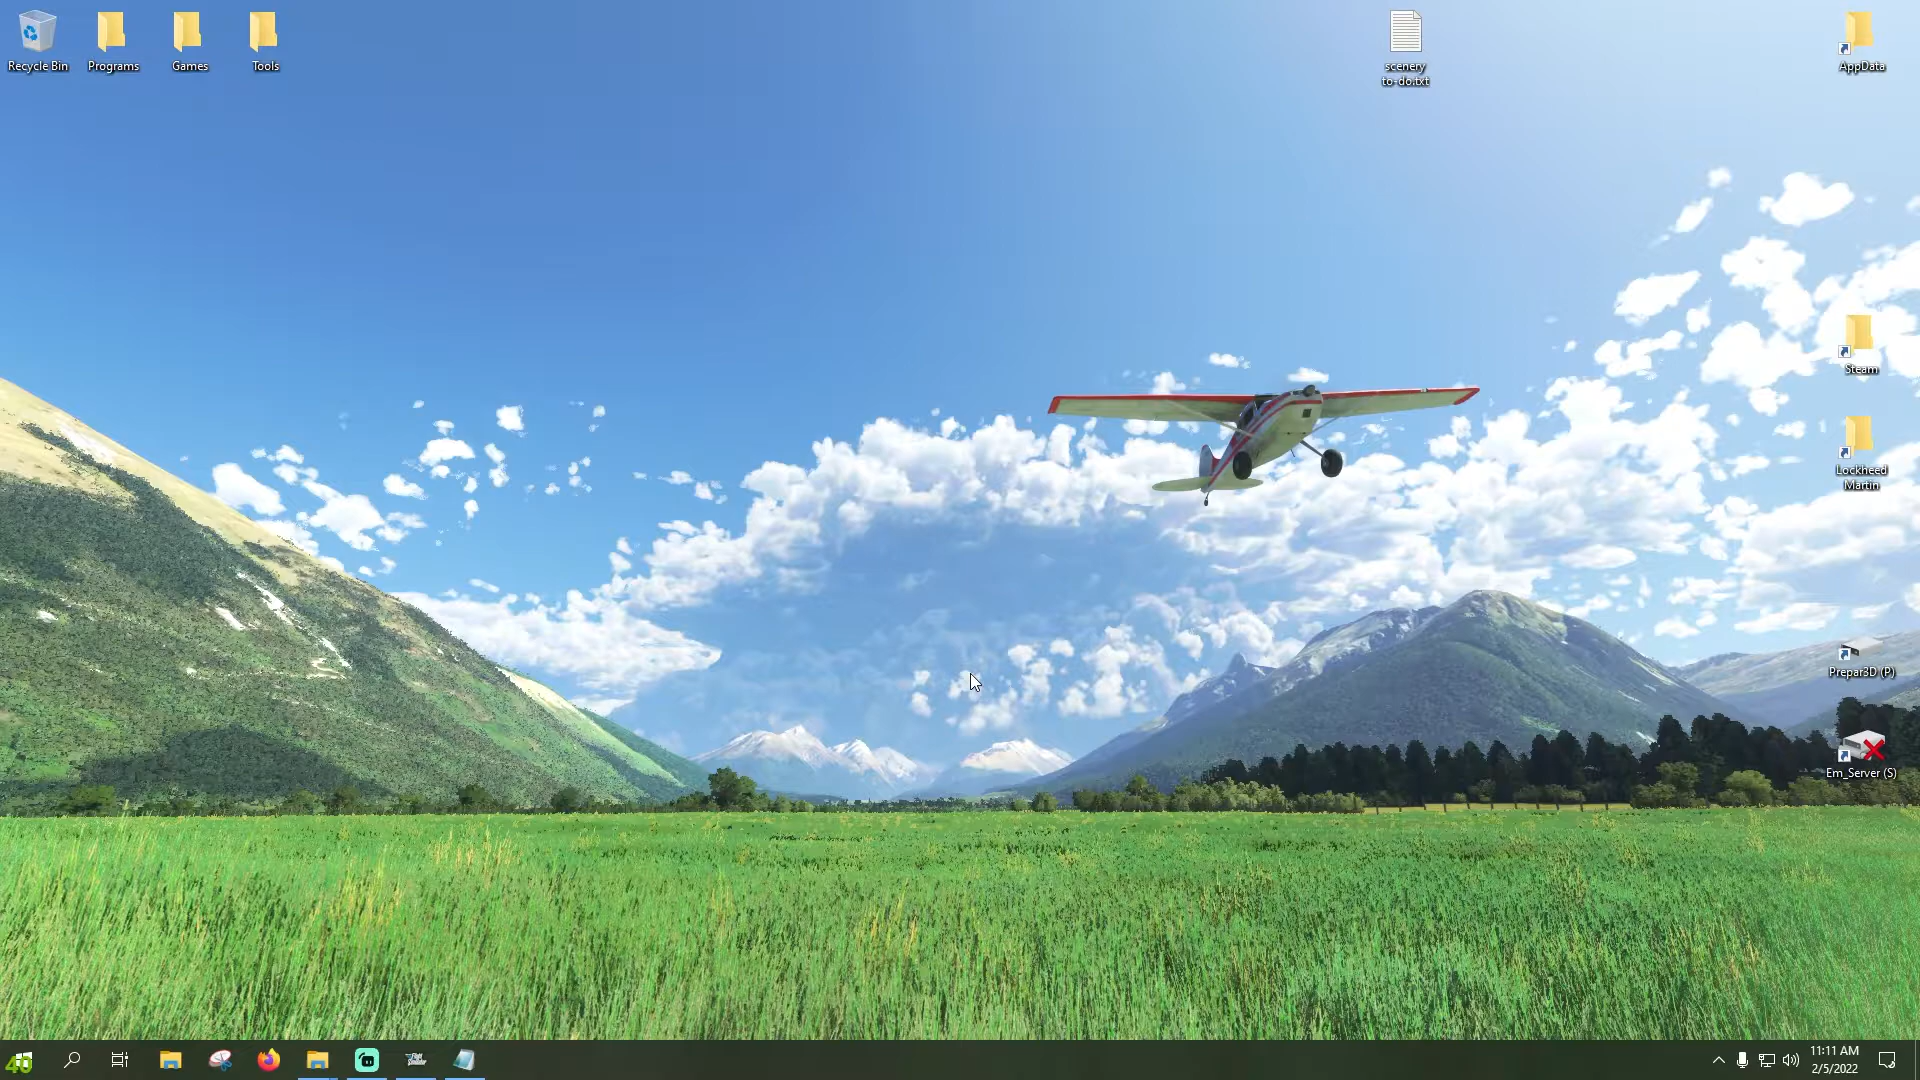 Recycle Bin
Programs
Games
Tools
scenery
to-do.txt
AppData
Steam
Lockheed
Martin
Prepar3D (P)
Em_Server (S)
40
11:11 AM
2/5/2022